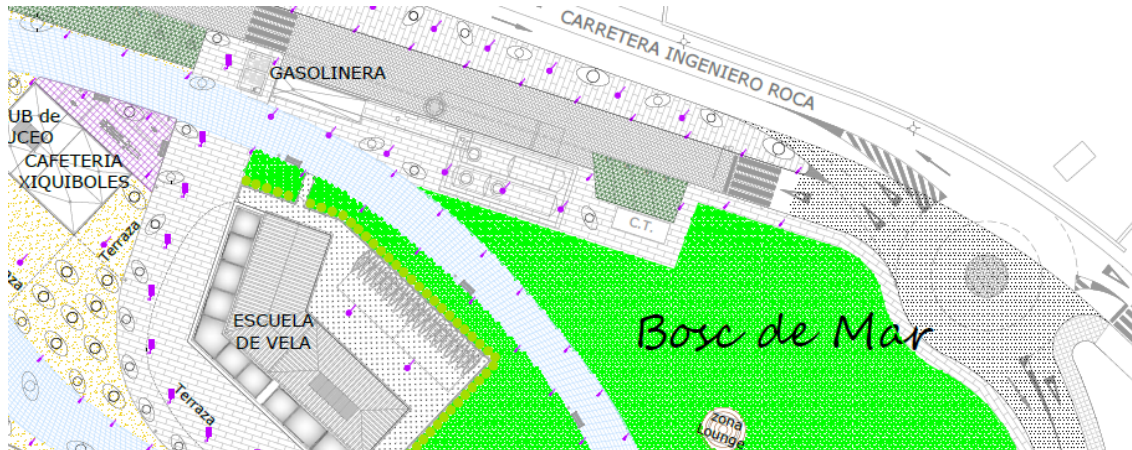 CARRETERA INGENIERO ROCA
GASOLINERA
UB de
UCEO
CAFETERIA
XIQUIBOLES
C.T.
Terraza
ESCUELA
DE VELA
Bosc de Mar
Terraza
zona
Lounge